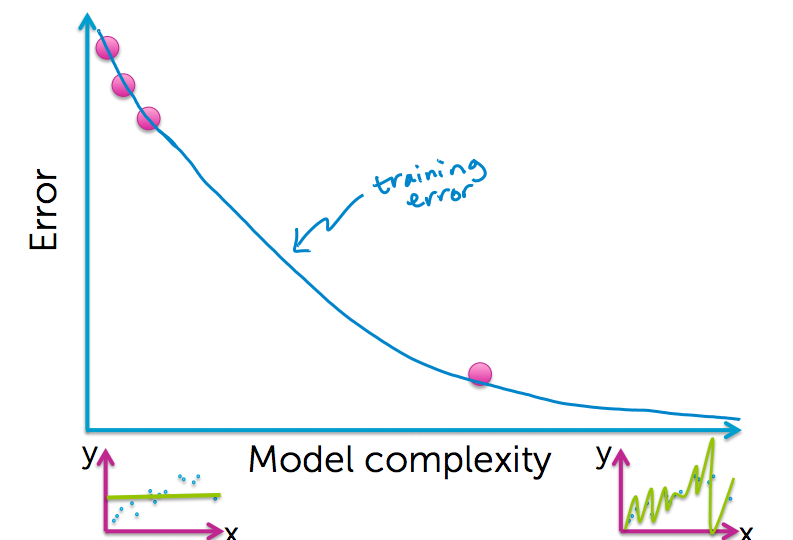 training
error
Error
Model complexity
y
x
y
x